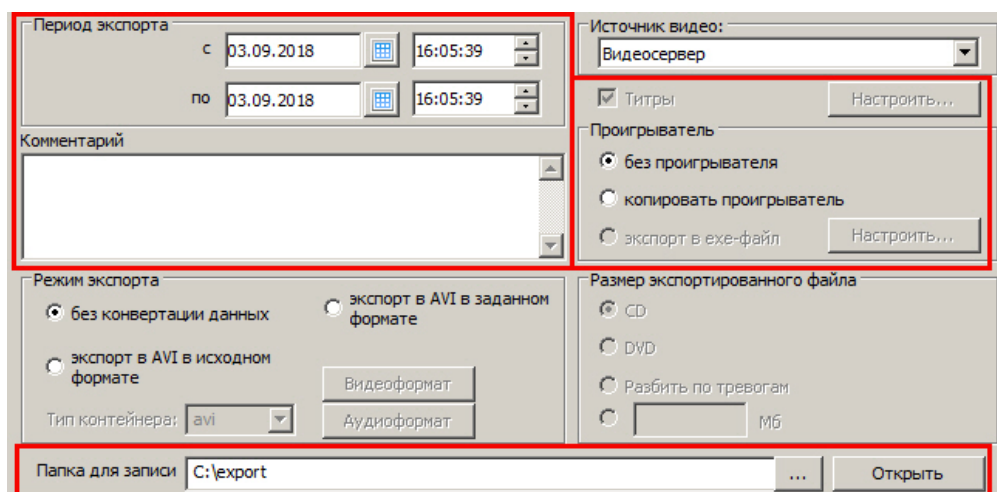 Период экспорта
с 03.09.2018 16:05:39
по 03.09.2018 16:05:39
Комментарий
Источник видео:
Видеосервер
Титры Настроить...
Проигрыватель
без проигрывателя
копировать проигрыватель
экспорт в exe-файл Настроить...
Режим экспорта
без конвертации данных
экспорт в AVI в заданном
формате
экспорт в AVI в исходном
формате
Видеоформат
Тип контейнера: avi Аудиоформат
Размер экспортированного файла
CD
DVD
Разбить по тревогам
Мб
Папка для записи C:\export ... Открыть